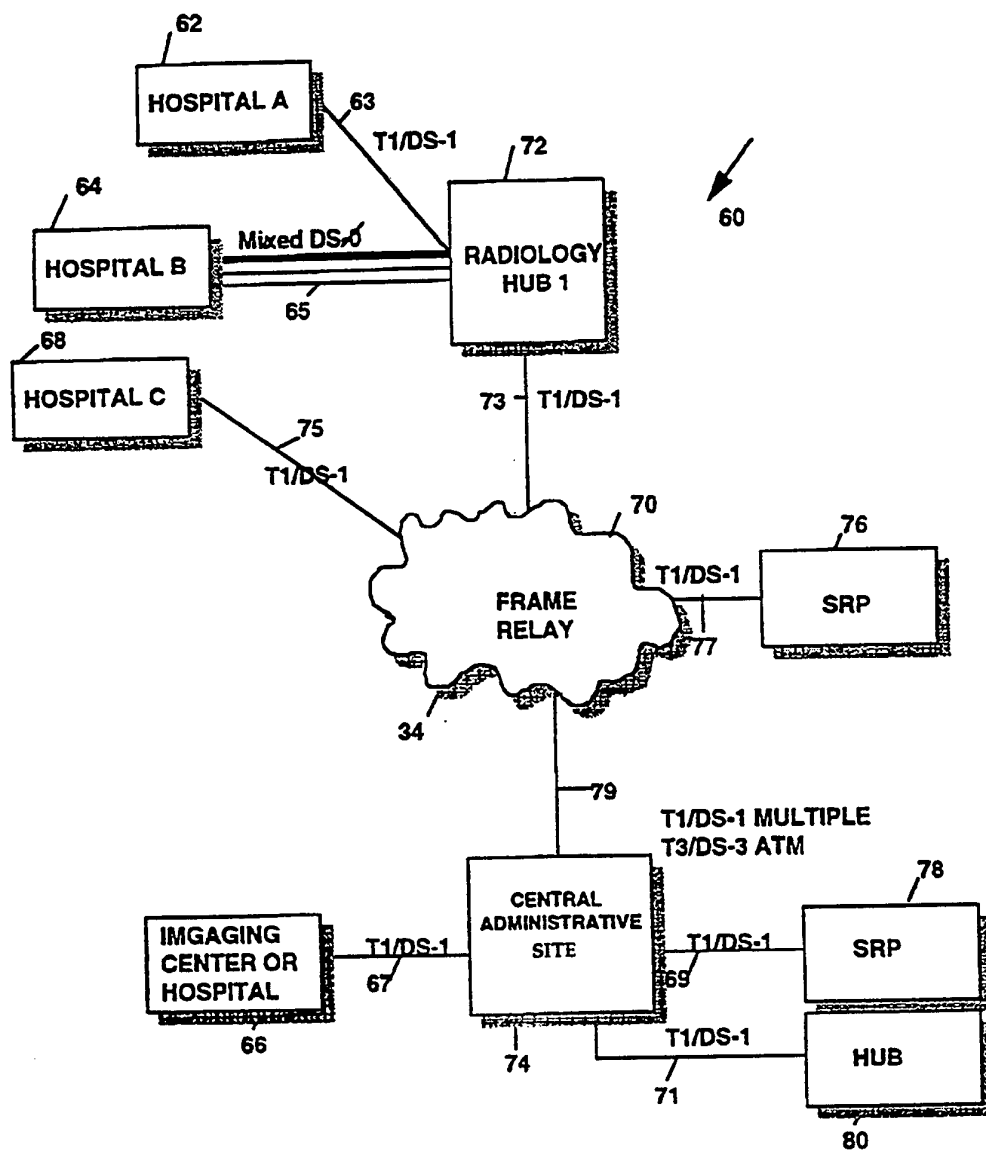 62
HOSPITAL A
63
T1/DS-1
72
60
64
Mixed DS-0
HOSPITAL B
65
RADIOLOGY
HUB 1
68
HOSPITAL C
73
T1/DS-1
75
T1/DS-1
70
76
T1/DS-1
SRP
FRAME
RELAY
77
34
79
T1/DS-1 MULTIPLE
T3/DS-3 ATM
78
CENTRAL
ADMINISTRATIVE
SITE
IMGAGING
CENTER OR
HOSPITAL
T1/DS-1
67
T1/DS-1
69
SRP
66
74
T1/DS-1
71
HUB
80